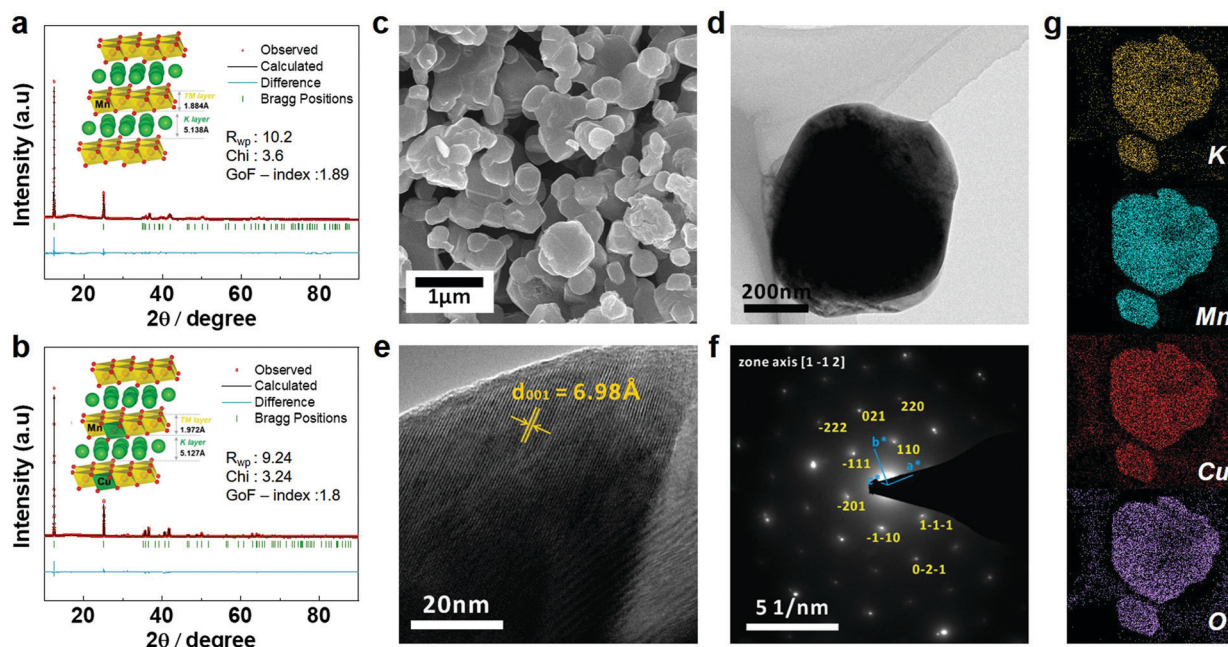 a
Intensity (a.u)
Observed
Calculated
Difference
Bragg Positions
Mn
TM layer
1.884Å
K layer
5.138Å
Rwp : 10.2
Chi : 3.6
GoF – index :1.89
20 40 60 80
2θ / degree
b
Intensity (a.u)
Observed
Calculated
Difference
Bragg Positions
Mn
Cu
TM layer
1.972Å
K layer
5.127Å
Rwp : 9.24
Chi : 3.24
GoF – index :1.8
20 40 60 80
2θ / degree
c
1μm
d
200nm
e
d001 = 6.98Å
20nm
f
zone axis [1 -1 2]
220
021
-222
b*
110
-111
a*
-201
1-1-1
-1-10
0-2-1
5 1/nm
g
K
Mn
Cu
O